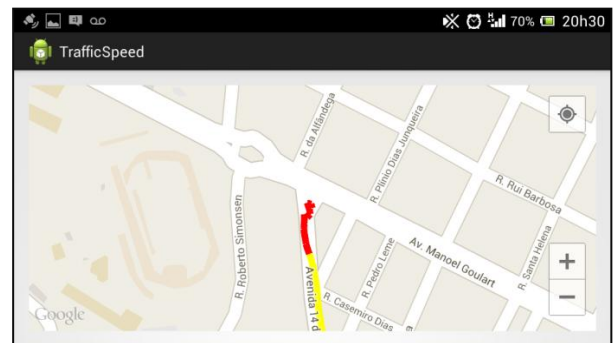 70% 20h30
TrafficSpeed
R. da Alfândega
R. Plinio Dias Junqueira
R. Rui Barbosa
R. Roberto Simonsen
Av. Manoel Goulart
R. Santa Helena
R. Pedro Leme
Avenida 14 d
R. Casemiro Dias
Google